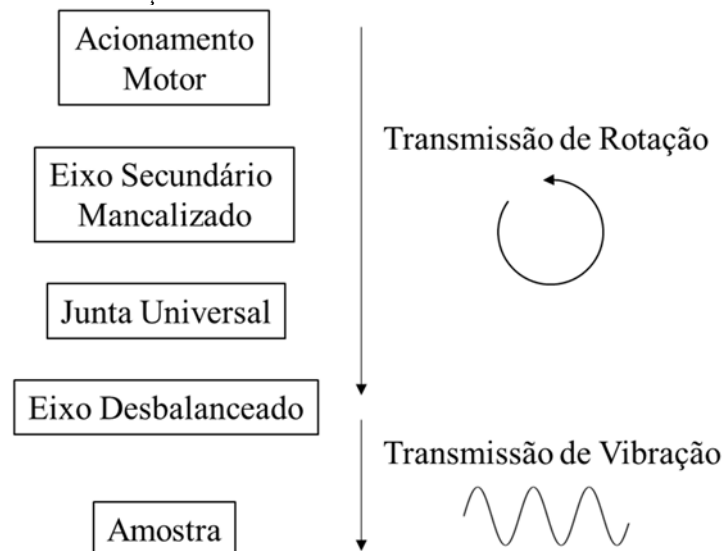 Acionamento
Motor
Transmissão de Rotação
Eixo Secundário
Mancalizado
Junta Universal
Eixo Desbalanceado
Transmissão de Vibração
Amostra